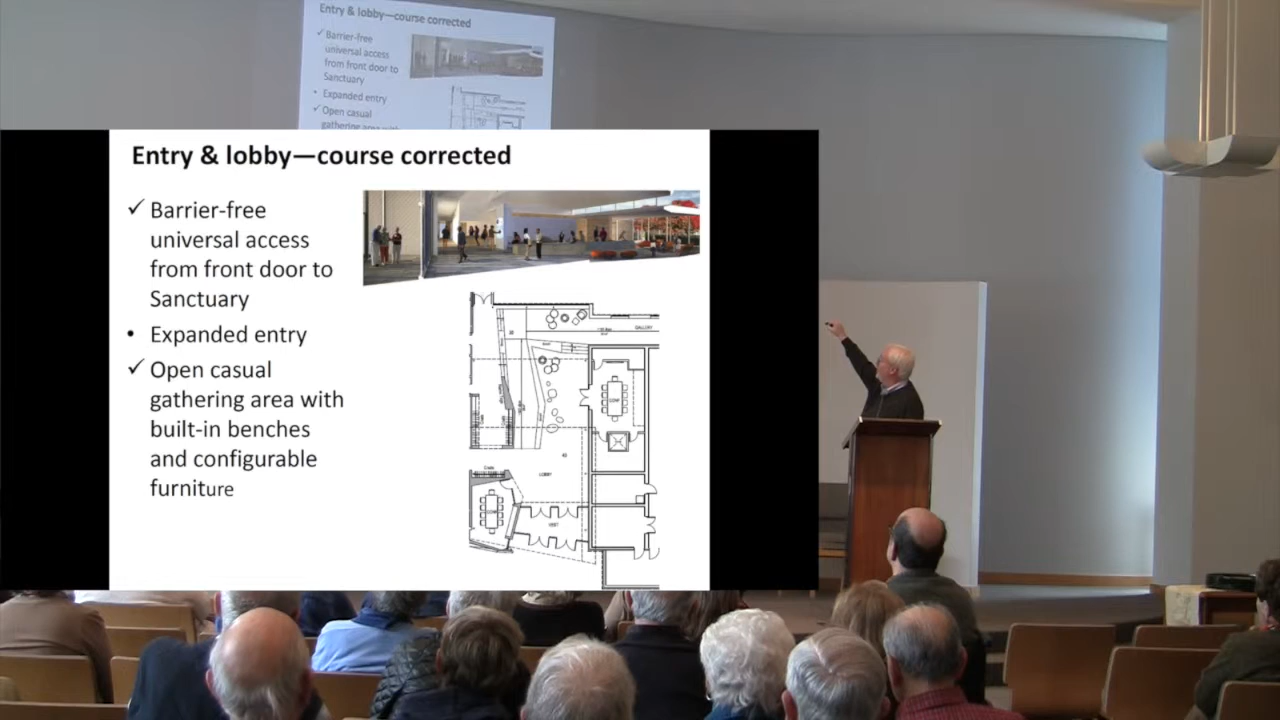 Entry & lobby—course corrected
✓ Barrier-free
universal access
from front door to
Sanctuary
• Expanded entry
✓ Open casual
Entry & lobby—course corrected
✓ Barrier-free
universal access
from front door to
Sanctuary
• Expanded entry
✓ Open casual
gathering area with
built-in benches
and configurable
furniture
GALLERY
CONF
LOBBY
VEST